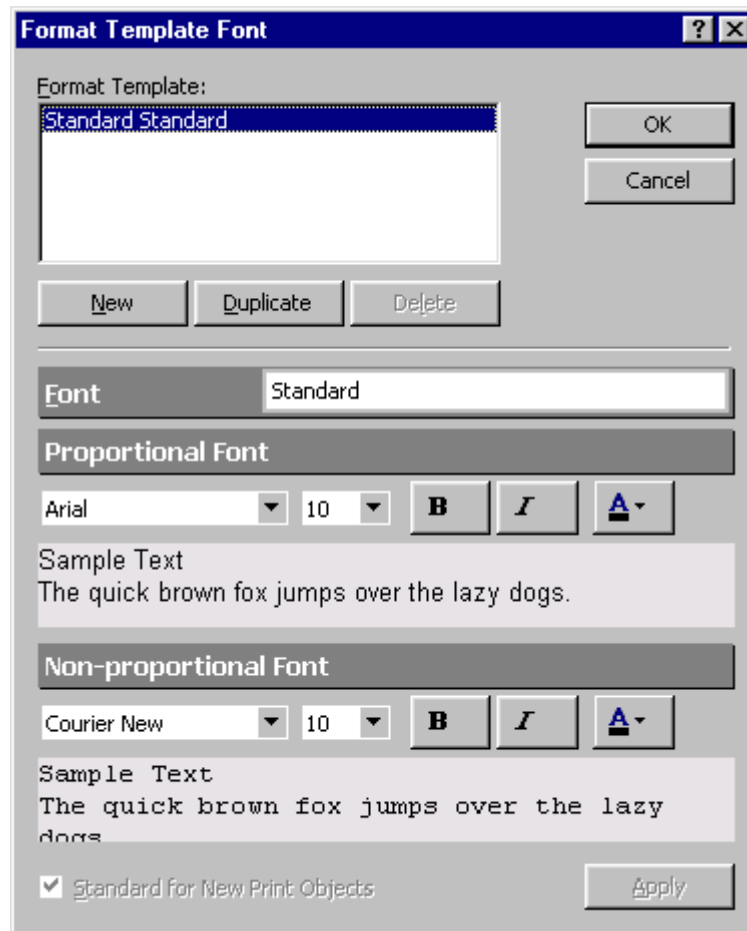 Format Template Font
Format Template:
Standard Standard
OK
Cancel
New Duplicate Delete
Font Standard
Proportional Font
Arial 10 B I A
Sample Text
The quick brown fox jumps over the lazy dogs.
Non-proportional Font
Courier New 10 B I A
Sample Text
The quick brown fox jumps over the lazy
dogs
Standard for New Print Objects Apply